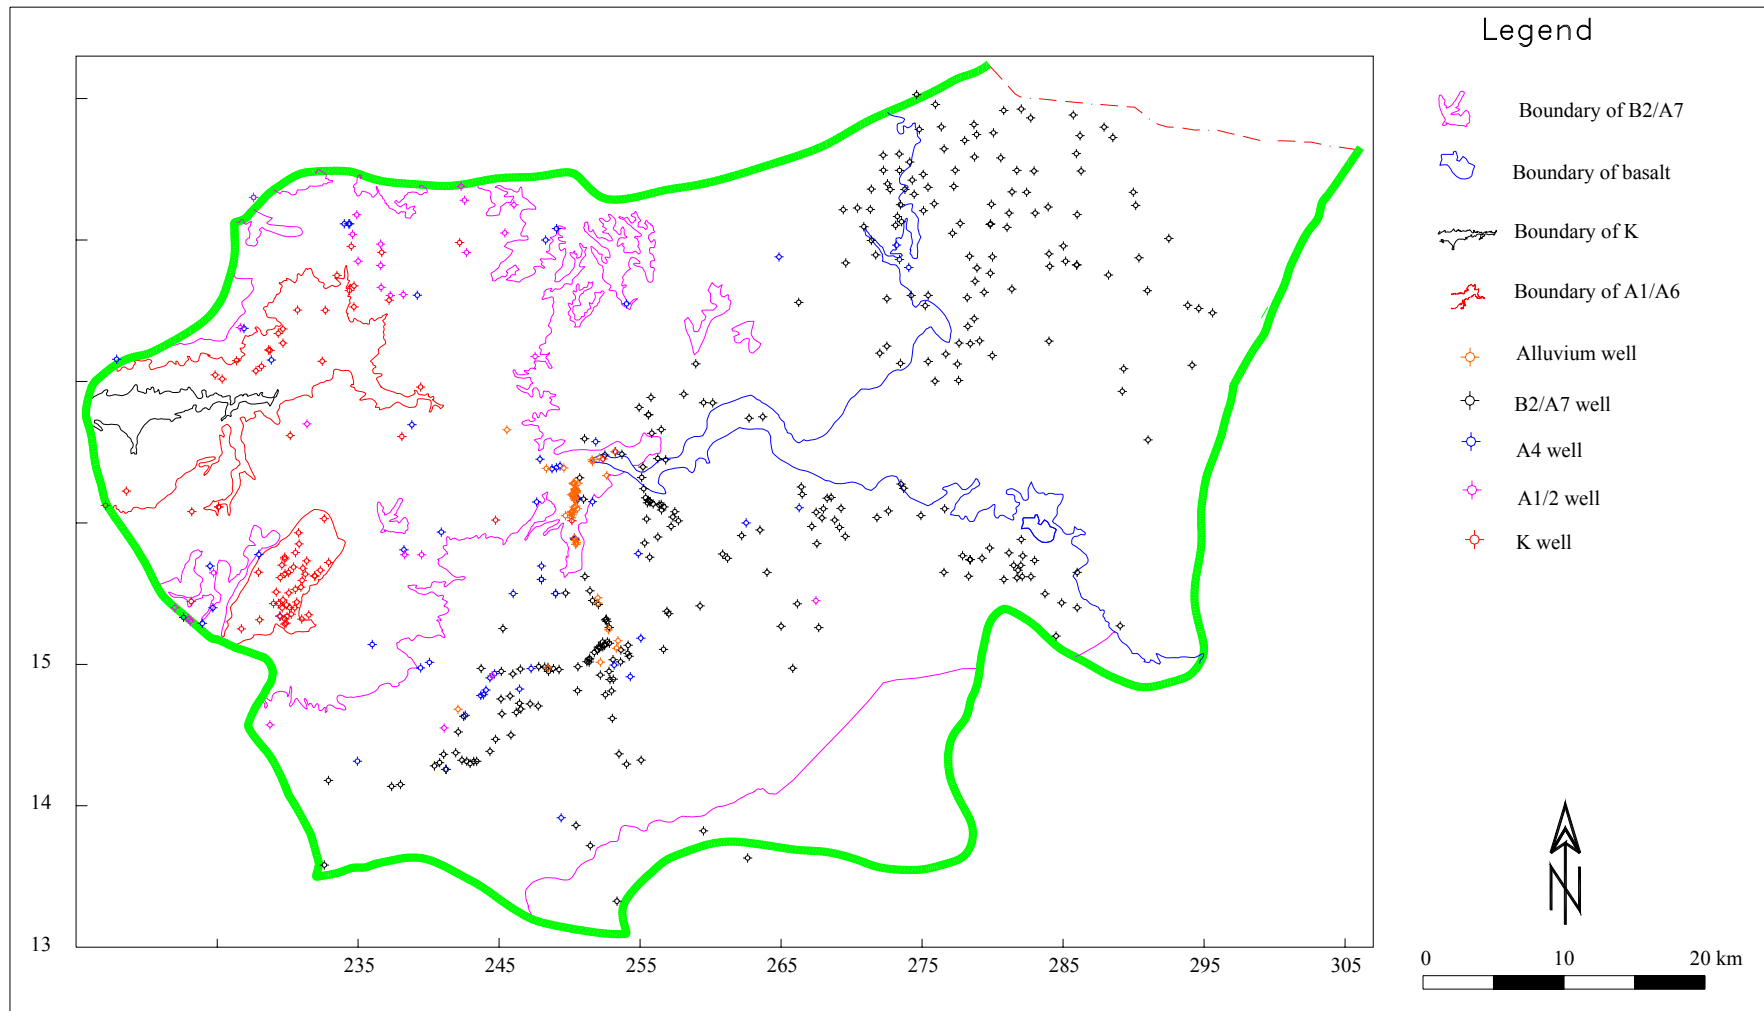 Legend
Boundary of B2/A7
Boundary of basalt
Boundary of K
Boundary of A1/A6
Alluvium well
B2/A7 well
A4 well
A1/2 well
K well
N
0 10 20 km
15
14
13
235 245 255 265 275 285 295 305